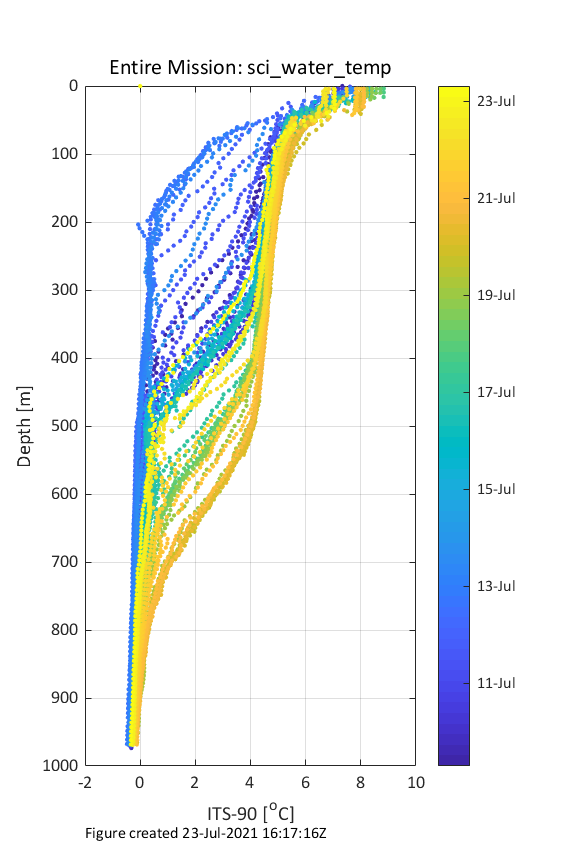 Entire Mission: sci_water_temp
0
100
200
300
400
500
600
700
800
900
1000
Depth [m]
-2
0
2
4
6
8
10
ITS-90 [°C]
23-Jul
21-Jul
19-Jul
17-Jul
15-Jul
13-Jul
11-Jul
Figure created 23-Jul-2021 16:17:16Z